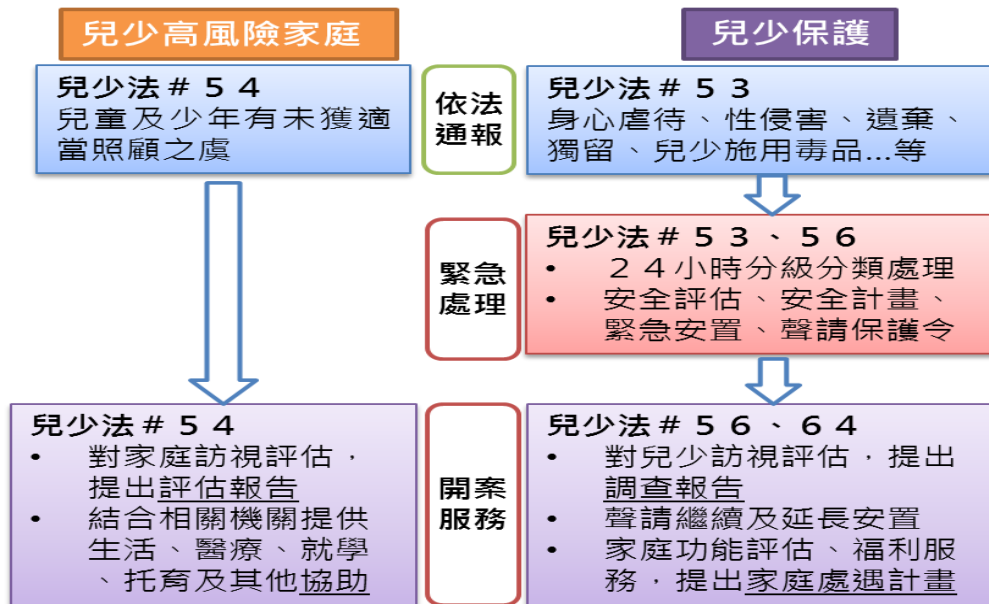 兒少高風險家庭
兒少保護
兒少法#54
兒童及少年有未獲適
當照顧之虞
依法
通報
兒少法#53
身心虐待、性侵害、遺棄、
獨留、兒少施用毒品...等
緊急
處理
兒少法#53、56
• 24小時分級分類處理
• 安全評估、安全計畫、
緊急安置、聲請保護令
兒少法#54
• 對家庭訪視評估,
提出評估報告
• 結合相關機關提供
生活、醫療、就學
、托育及其他協助
開案
服務
兒少法#56、64
• 對兒少訪視評估,提出
調查報告
• 聲請繼續及延長安置
• 家庭功能評估、福利服
務,提出家庭處遇計畫